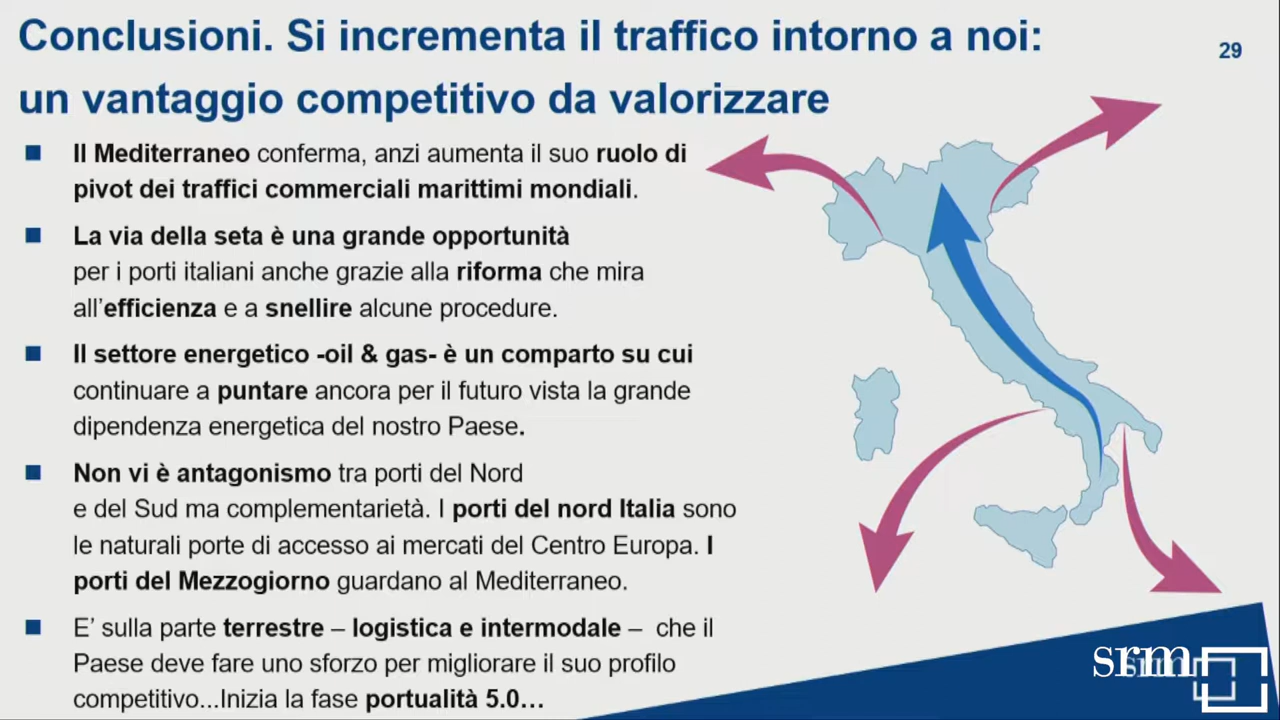 Conclusioni. Si incrementa il traffico intorno a noi:
29
un vantaggio competitivo da valorizzare
Il Mediterraneo conferma, anzi aumenta il suo ruolo di
pivot dei traffici commerciali marittimi mondiali.
La via della seta è una grande opportunità
per i porti italiani anche grazie alla riforma che mira
all’efficienza e a snellire alcune procedure.
Il settore energetico -oil & gas- è un comparto su cui
continuare a puntare ancora per il futuro vista la grande
dipendenza energetica del nostro Paese.
Non vi è antagonismo tra porti del Nord
e del Sud ma complementarietà. I porti del nord Italia sono
le naturali porte di accesso ai mercati del Centro Europa. I
porti del Mezzogiorno guardano al Mediterraneo.
E’ sulla parte terrestre – logistica e intermodale – che il
Paese deve fare uno sforzo per migliorare il suo profilo
competitivo...Inizia la fase portualità 5.0…
srm
srm